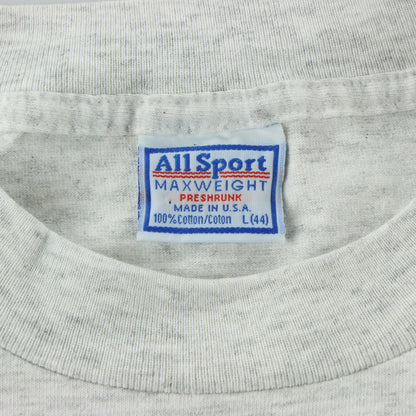 All Sport
MAXWEIGHT
PRESHRUNK
MADE IN U.S.A.
100% Cotton/Coton L(44)